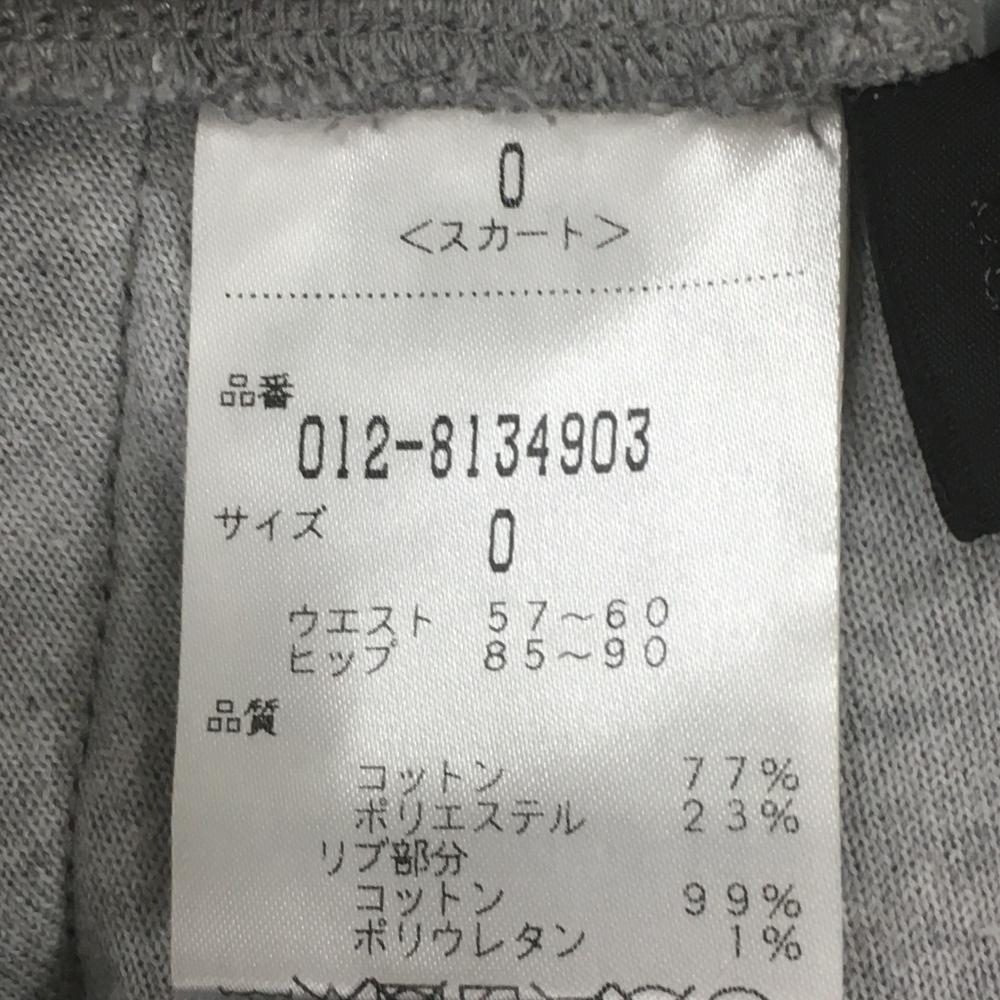 0
＜スカート＞
品番
012-8134903
サイズ 0
ウエスト 57～60
ヒップ 85～90
品質
コットン 77%
ポリエステル 23%
リブ部分
コットン 99%
ポリウレタン 1%